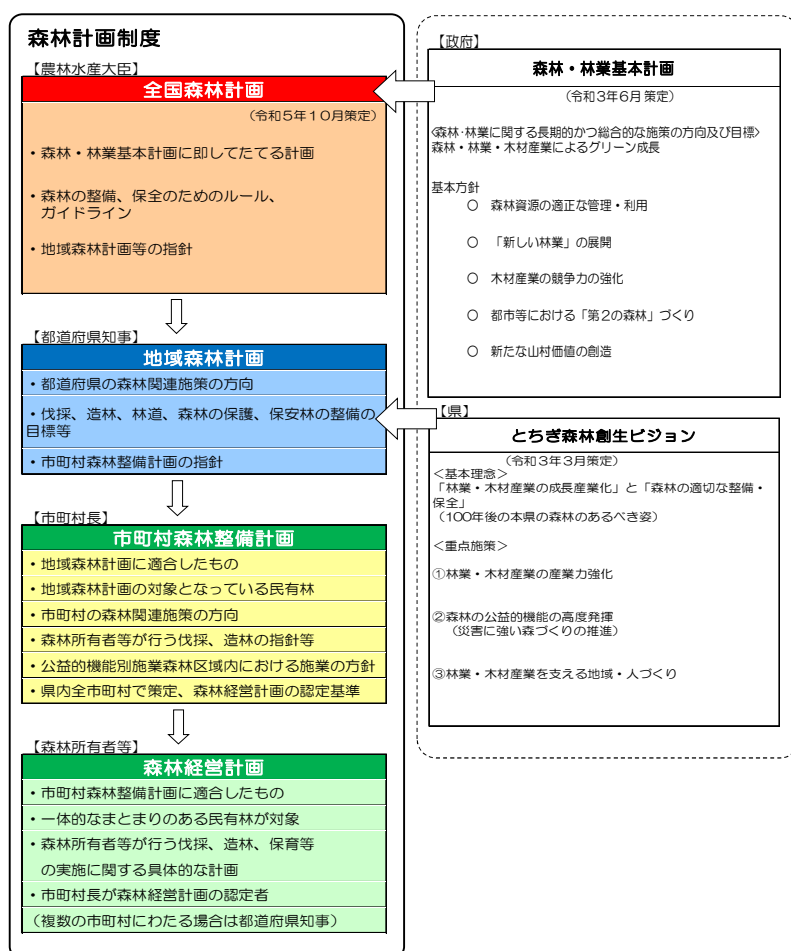 森林計画制度
【農林水産大臣】
全国森林計画
(令和5年10月策定)
・森林・林業基本計画に即してたてる計画
・森林の整備、保全のためのルール、
ガイドライン
・地域森林計画等の指針
【都道府県知事】
地域森林計画
・都道府県の森林関連施策の方向
・伐採、造林、林道、森林の保護、保安林の整備の
目標等
・市町村森林整備計画の指針
【市町村長】
市町村森林整備計画
・地域森林計画に適合したもの
・地域森林計画の対象となっている民有林
・市町村の森林関連施策の方向
・森林所有者等が行う伐採、造林の指針等
・公益的機能別施業森林区域内における施業の方針
・県内全市町村で策定、森林経営計画の認定基準
【森林所有者等】
森林経営計画
・市町村森林整備計画に適合したもの
・一体的なまとまりのある民有林が対象
・森林所有者等が行う伐採、造林、保育等
の実施に関する具体的な計画
・市町村長が森林経営計画の認定者
(複数の市町村にわたる場合は都道府県知事)
【政府】
森林・林業基本計画
(令和3年6月 策定)
<森林・林業に関する長期的かつ総合的な施策の方向及び目標>
森林・林業・木材産業によるグリーン成長
基本方針
○ 森林資源の適正な管理・利用
○ 「新しい林業」の展開
○ 木材産業の競争力の強化
○ 都市等における「第2の森林」づくり
○ 新たな山村価値の創造
【県】
とちぎ森林創生ビジョン
(令和3年3月策定)
<基本理念>
「林業・木材産業の成長産業化」と「森林の適切な整備・
保全」
(100年後の本県の森林のあるべき姿)
<重点施策>
①林業・木材産業の産業力強化
②森林の公益的機能の高度発揮
(災害に強い森づくりの推進)
③林業・木材産業を支える地域・人づくり